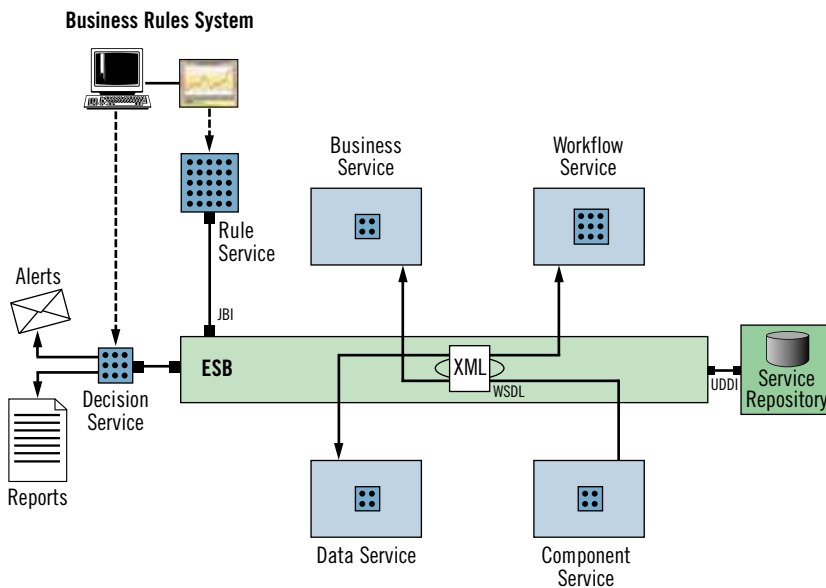 Business Rules System
Business
Service
Workflow
Service
Rule
Service
Alerts
JBI
ESB
XML
WSDL
UDDI
Service
Repository
Decision
Service
Reports
Data Service
Component
Service